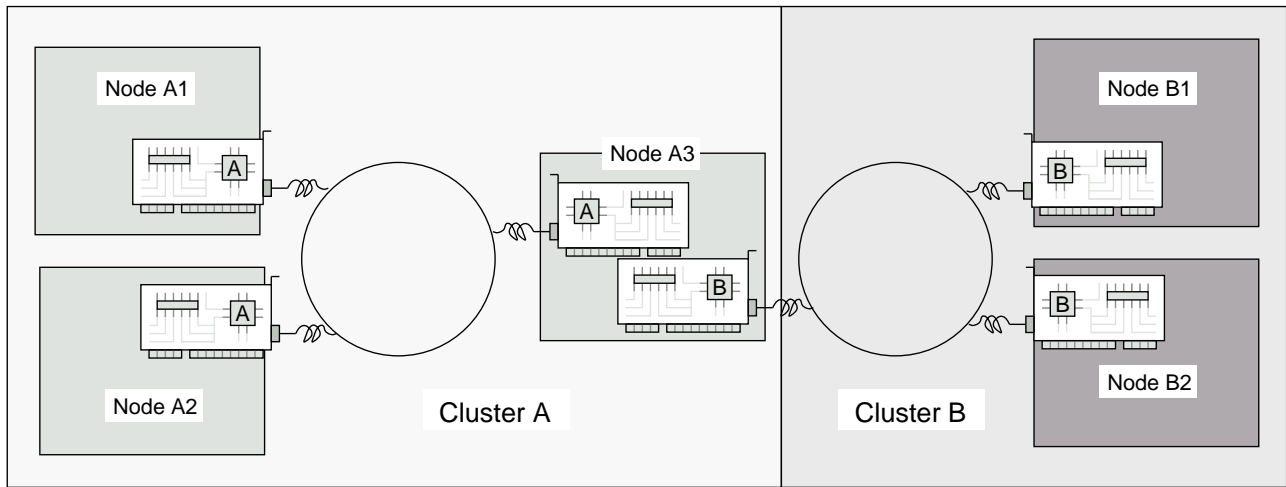 Node A1
A
Node A2
A
Cluster A
Node A3
A
B
Cluster B
Node B1
B
B
Node B2